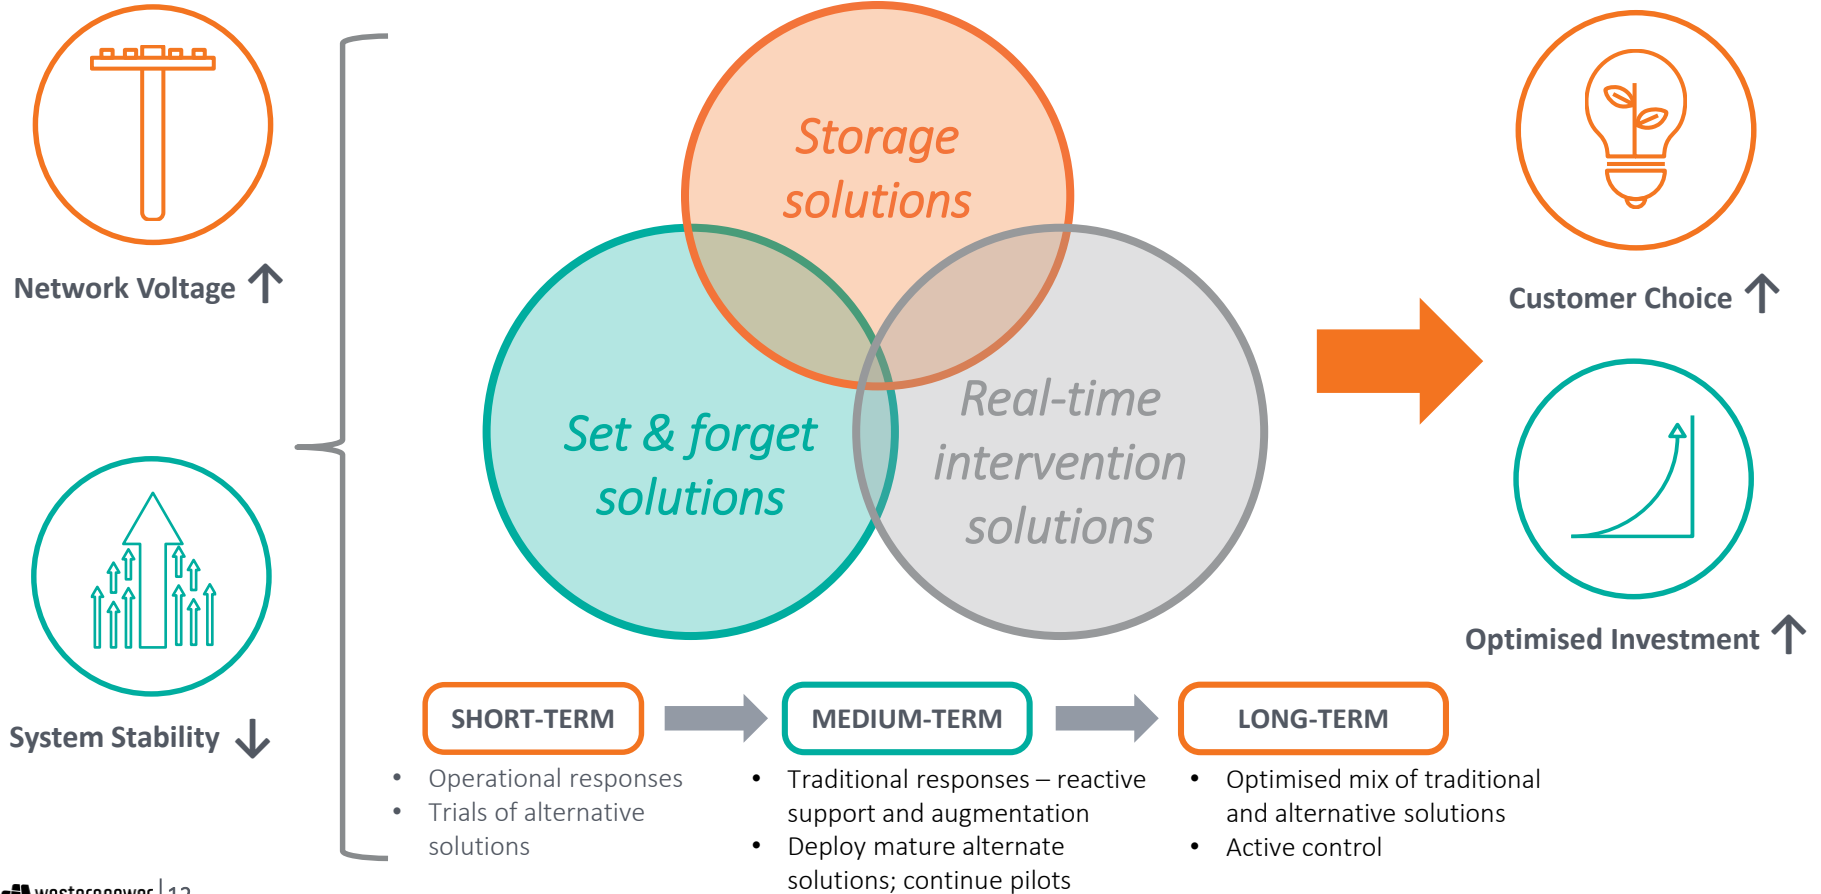 Network Voltage
System Stability
Storage
solutions
Set & forget
solutions
Real-time
intervention
solutions
Customer Choice
Optimised Investment
SHORT-TERM
• Operational responses
• Trials of alternative
solutions
MEDIUM-TERM
• Traditional responses – reactive
support and augmentation
• Deploy mature alternate
solutions; continue pilots
LONG-TERM
• Optimised mix of traditional
and alternative solutions
• Active control
westernpower | 12